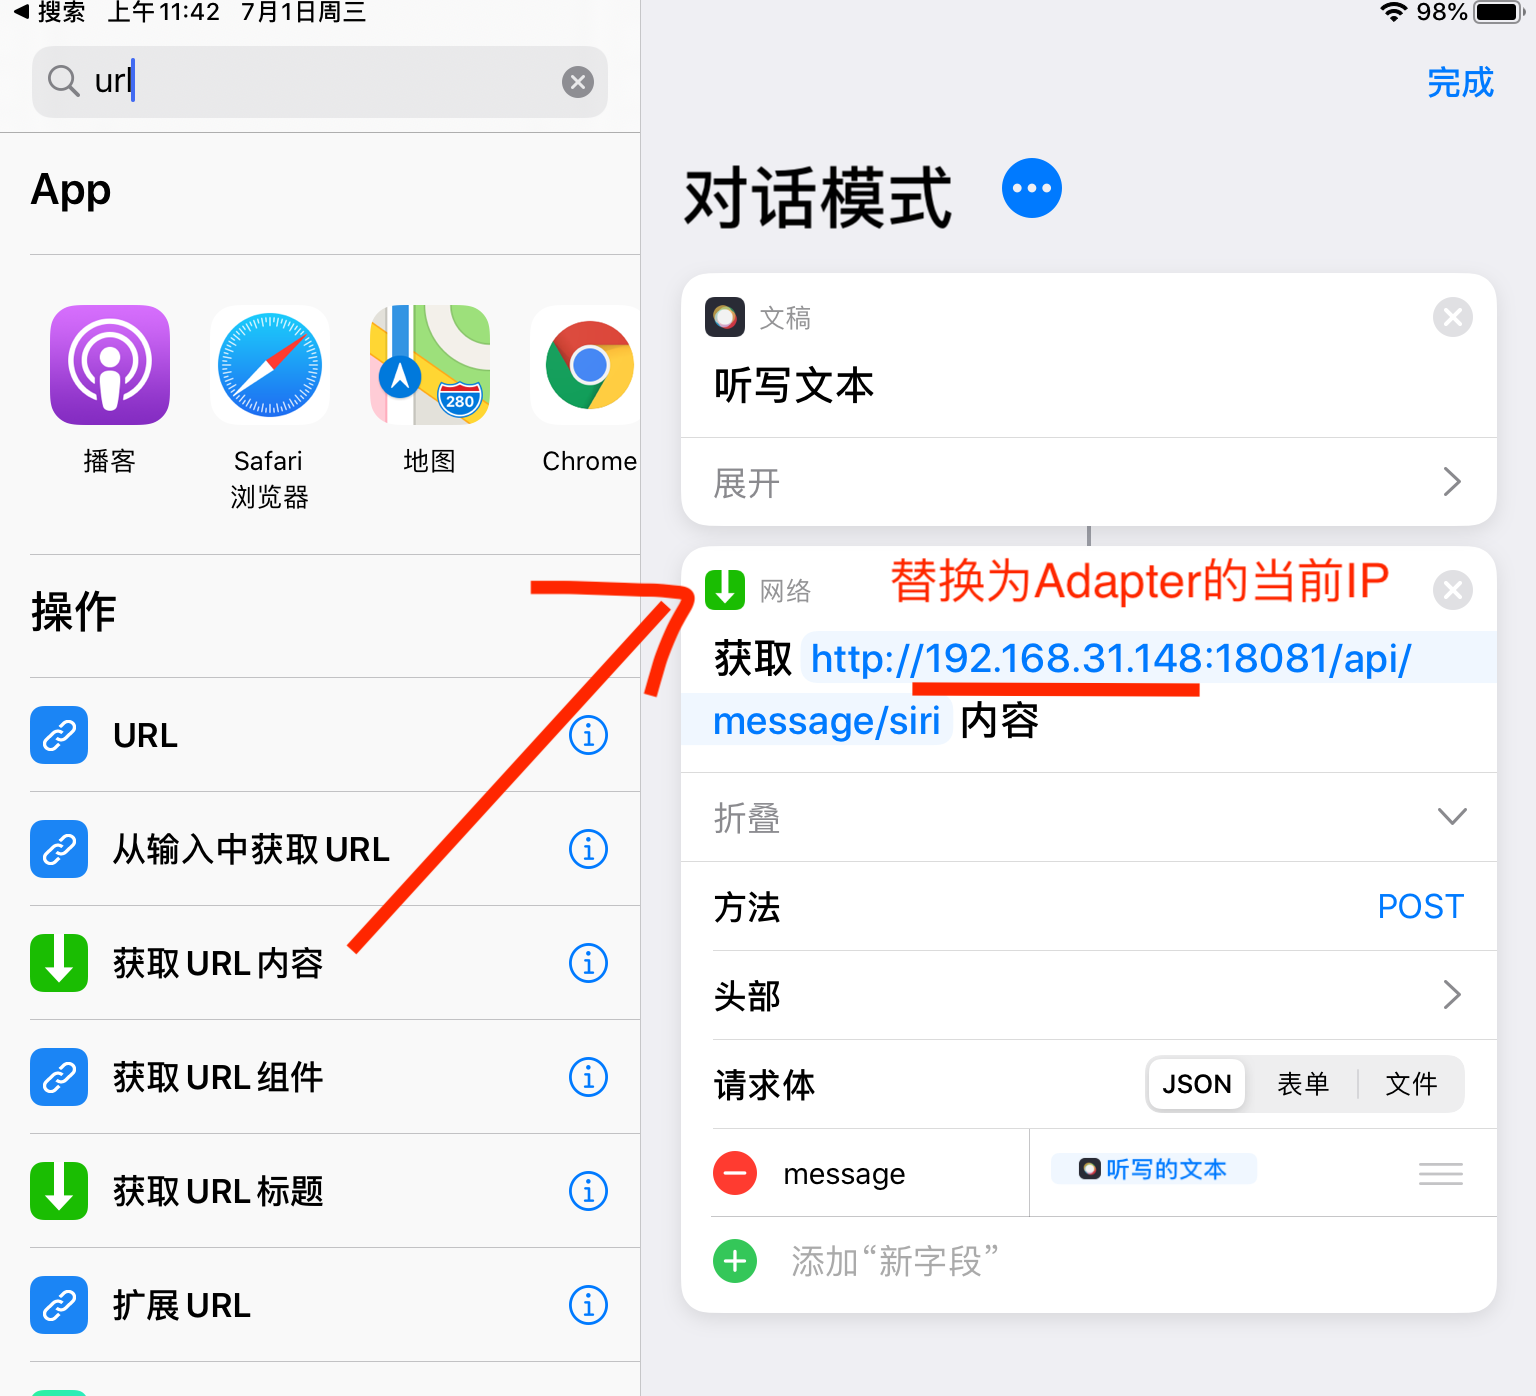 搜索 上午11:42 7月1日周三
98%
url
App
播客
Safari
浏览器
280
地图
Chrome
操作
URL
从输入中获取URL
获取URL内容
获取URL组件
获取URL标题
扩展URL
完成
对话模式
文稿
听写文本
展开
网络
替换为Adapter的当前IP
获取 http://192.168.31.148:18081/api/
message/siri 内容
折叠
方法 POST
头部
请求体 JSON 表单 文件
message 听写的文本
添加“新字段”